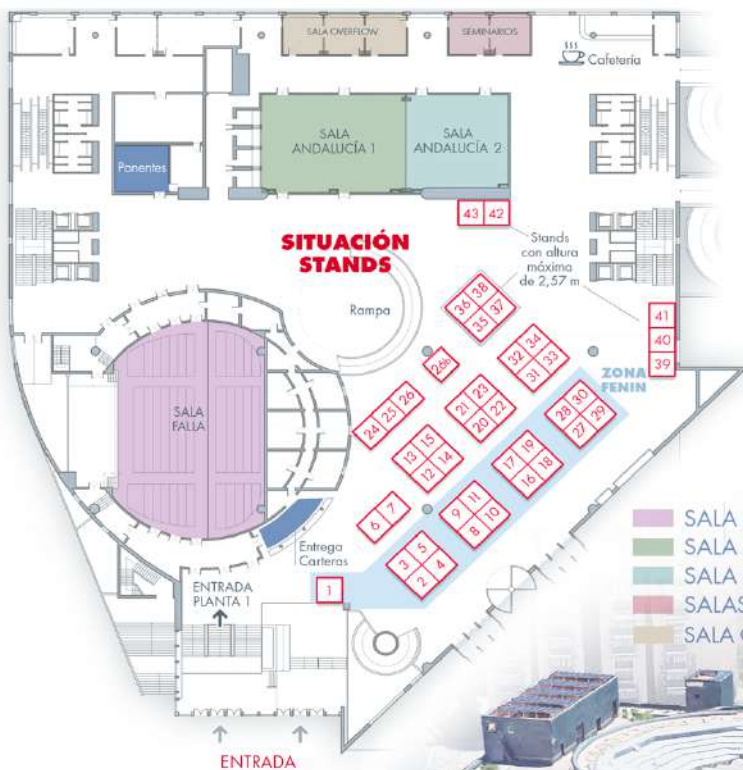 SALA OVERFLOW
SEMINARIOS
Cafetería
SALA
ANDALUCÍA 1
SALA
ANDALUCÍA 2
Ponentes
43 42
SITUACIÓN
STANDS
Stands
con altura
máxima
de 2,57 m
Rampa
36 38
35 37
41
40
39
26b
32 34
31 33
ZONA
FENIN
24 25 26
21 23
20 22
28 30
27 29
SALA
FALLA
13 15
12 14
17 19
16 18
6 7
9 11
8 10
3 5
2 4
Entrega
Carteras
1
ENTRADA
PLANTA 1
ENTRADA
SALA
SALA
SALA
SALAS
SALA